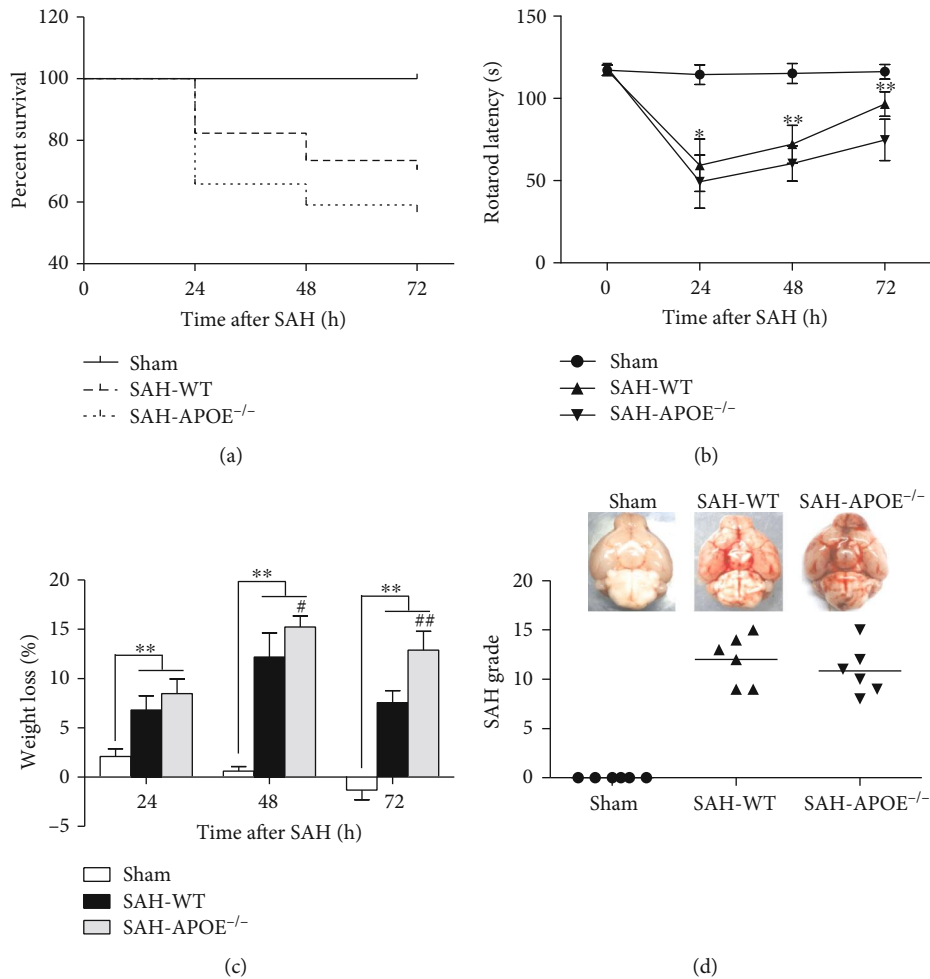 120
100
80
60
40
Percent survival
0 24 48 72
Time after SAH (h)
Sham
SAH-WT
SAH-APOE⁻/⁻
(a)
150
100
50
0
Rotarod latency (s)
*
**
**
0 24 48 72
Time after SAH (h)
Sham
SAH-WT
SAH-APOE⁻/⁻
(b)
20
15
10
5
0
−5
Weight loss (%)
**
**
#
**
##
24 48 72
Time after SAH (h)
Sham
SAH-WT
SAH-APOE⁻/⁻
(c)
Sham SAH-WT SAH-APOE⁻/⁻
20
15
10
5
0
SAH grade
Sham SAH-WT SAH-APOE⁻/⁻
(d)